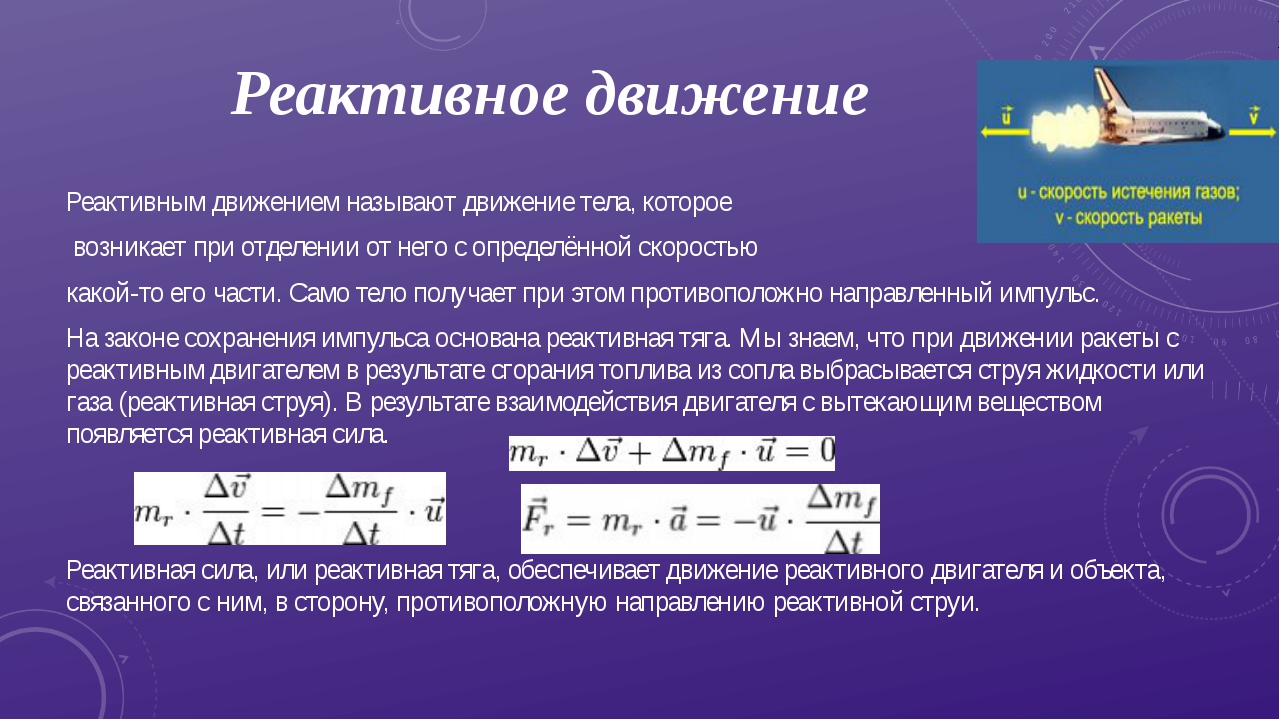 Реактивное движение
u⃗
v⃗
u - скорость истечения газов;
v - скорость ракеты
Реактивным движением называют движение тела, которое
возникает при отделении от него с определённой скоростью
какой-то его части. Само тело получает при этом противоположно направленный импульс.
На законе сохранения импульса основана реактивная тяга. Мы знаем, что при движении ракеты с
реактивным двигателем в результате сгорания топлива из сопла выбрасывается струя жидкости или
газа (реактивная струя). В результате взаимодействия двигателя с вытекающим веществом
появляется реактивная сила.
m_r · Δv⃗ + Δm_f · u⃗ = 0
m_r · Δv⃗/Δt = −Δm_f/Δt · u⃗
F⃗_r = m_r · a⃗ = −u⃗ · Δm_f/Δt
Реактивная сила, или реактивная тяга, обеспечивает движение реактивного двигателя и объекта,
связанного с ним, в сторону, противоположную направлению реактивной струи.